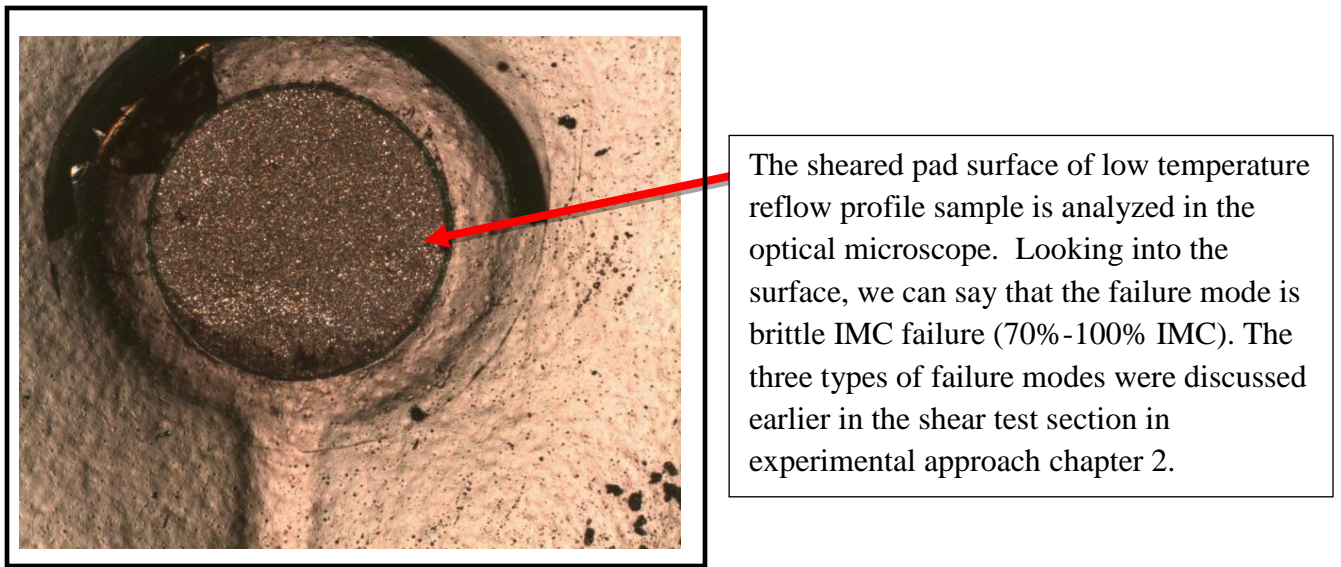 The sheared pad surface of low temperature
reflow profile sample is analyzed in the
optical microscope.  Looking into the
surface, we can say that the failure mode is
brittle IMC failure (70%-100% IMC). The
three types of failure modes were discussed
earlier in the shear test section in
experimental approach chapter 2.